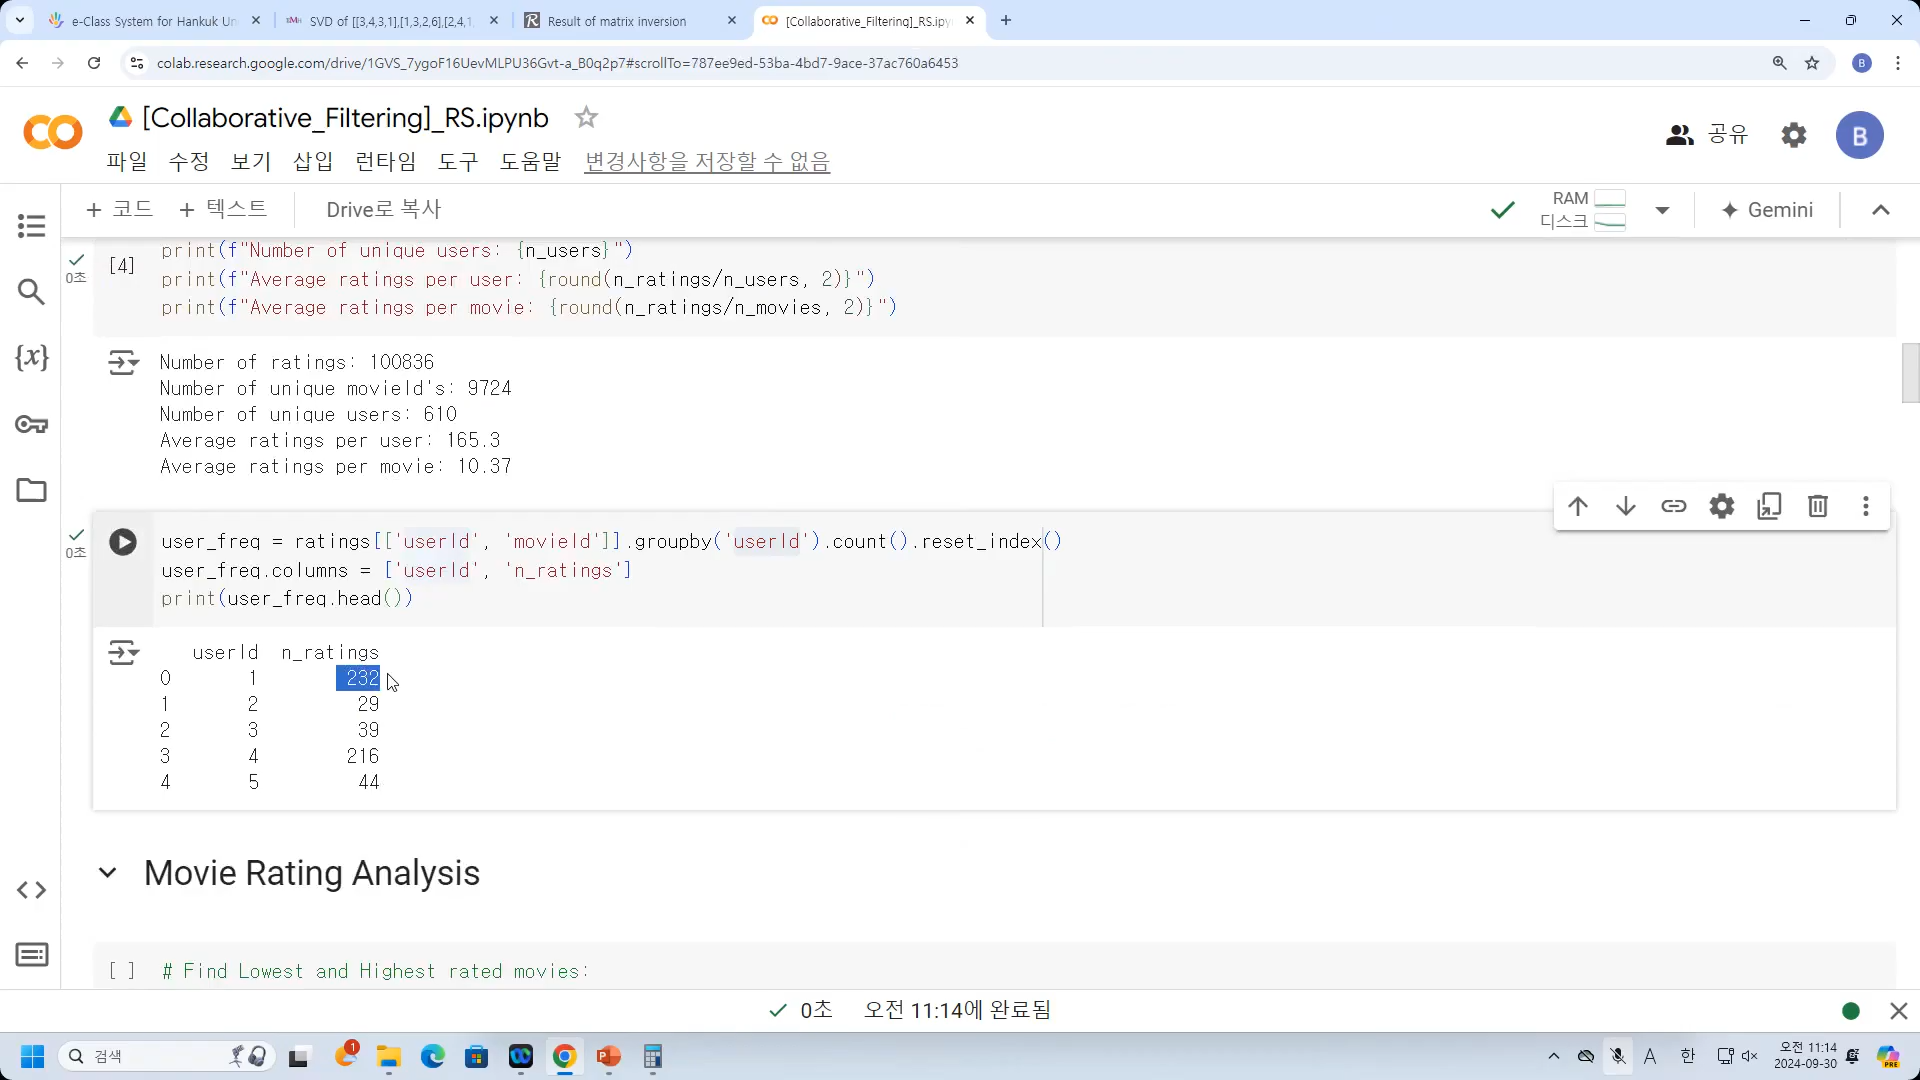 e-Class System for Hankuk Un
SVD of [[3,4,3,1],[1,3,2,6],[2,4,1,
Result of matrix inversion
[Collaborative_Filtering]_RS.ipy
colab.research.google.com/drive/1GVS_7ygoF16UevMLPU36Gvt-a_B0q2p7#scrollTo=787ee9ed-53ba-4bd7-9ace-37ac760a6453
B
[Collaborative_Filtering]_RS.ipynb
공유
B
파일 수정 보기 삽입 런타임 도구 도움말 변경사항을 저장할 수 없음
+ 코드 + 텍스트 Drive로 복사
RAM
디스크
Gemini
[4]
0초
print(f"Number of unique users: {n_users}")
print(f"Average ratings per user: {round(n_ratings/n_users, 2)}")
print(f"Average ratings per movie: {round(n_ratings/n_movies, 2)}")
Number of ratings: 100836
Number of unique movieId's: 9724
Number of unique users: 610
Average ratings per user: 165.3
Average ratings per movie: 10.37
0초
user_freq = ratings[['userId', 'movieId']].groupby('userId').count().reset_index()
user_freq.columns = ['userId', 'n_ratings']
print(user_freq.head())
userId n_ratings
0 1 232
1 2 29
2 3 39
3 4 216
4 5 44
Movie Rating Analysis
[ ] # Find Lowest and Highest rated movies:
0초 오전 11:14에 완료됨
검색
1
A 한
오전 11:14
2024-09-30
PRE